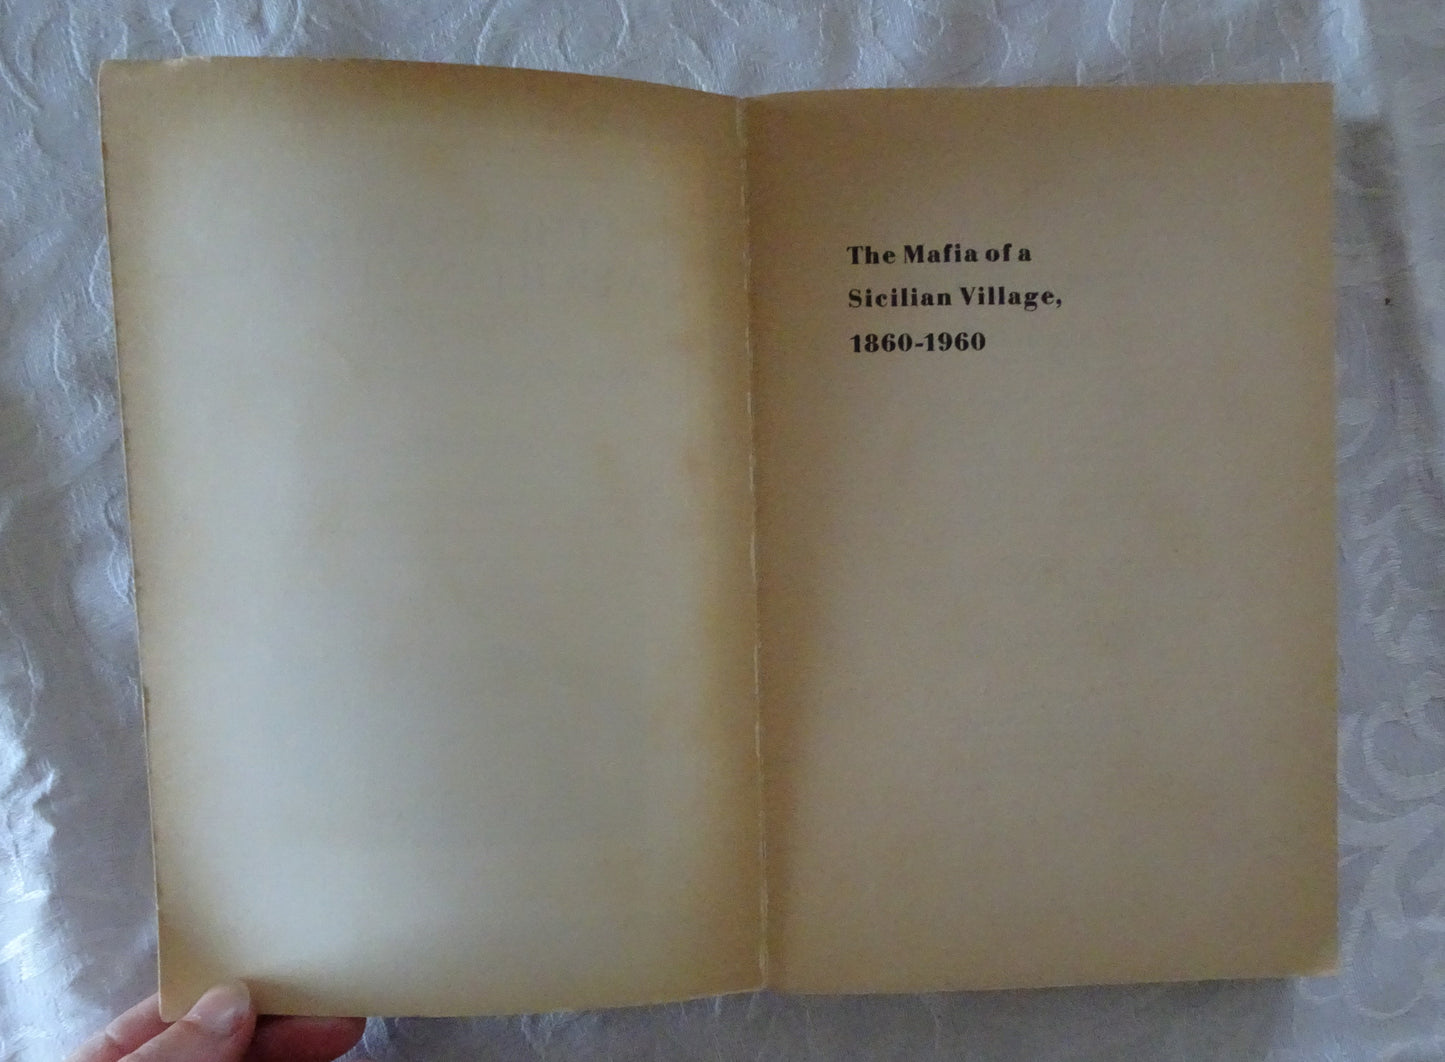 The Mafia of a
Sicilian Village,
1860-1960